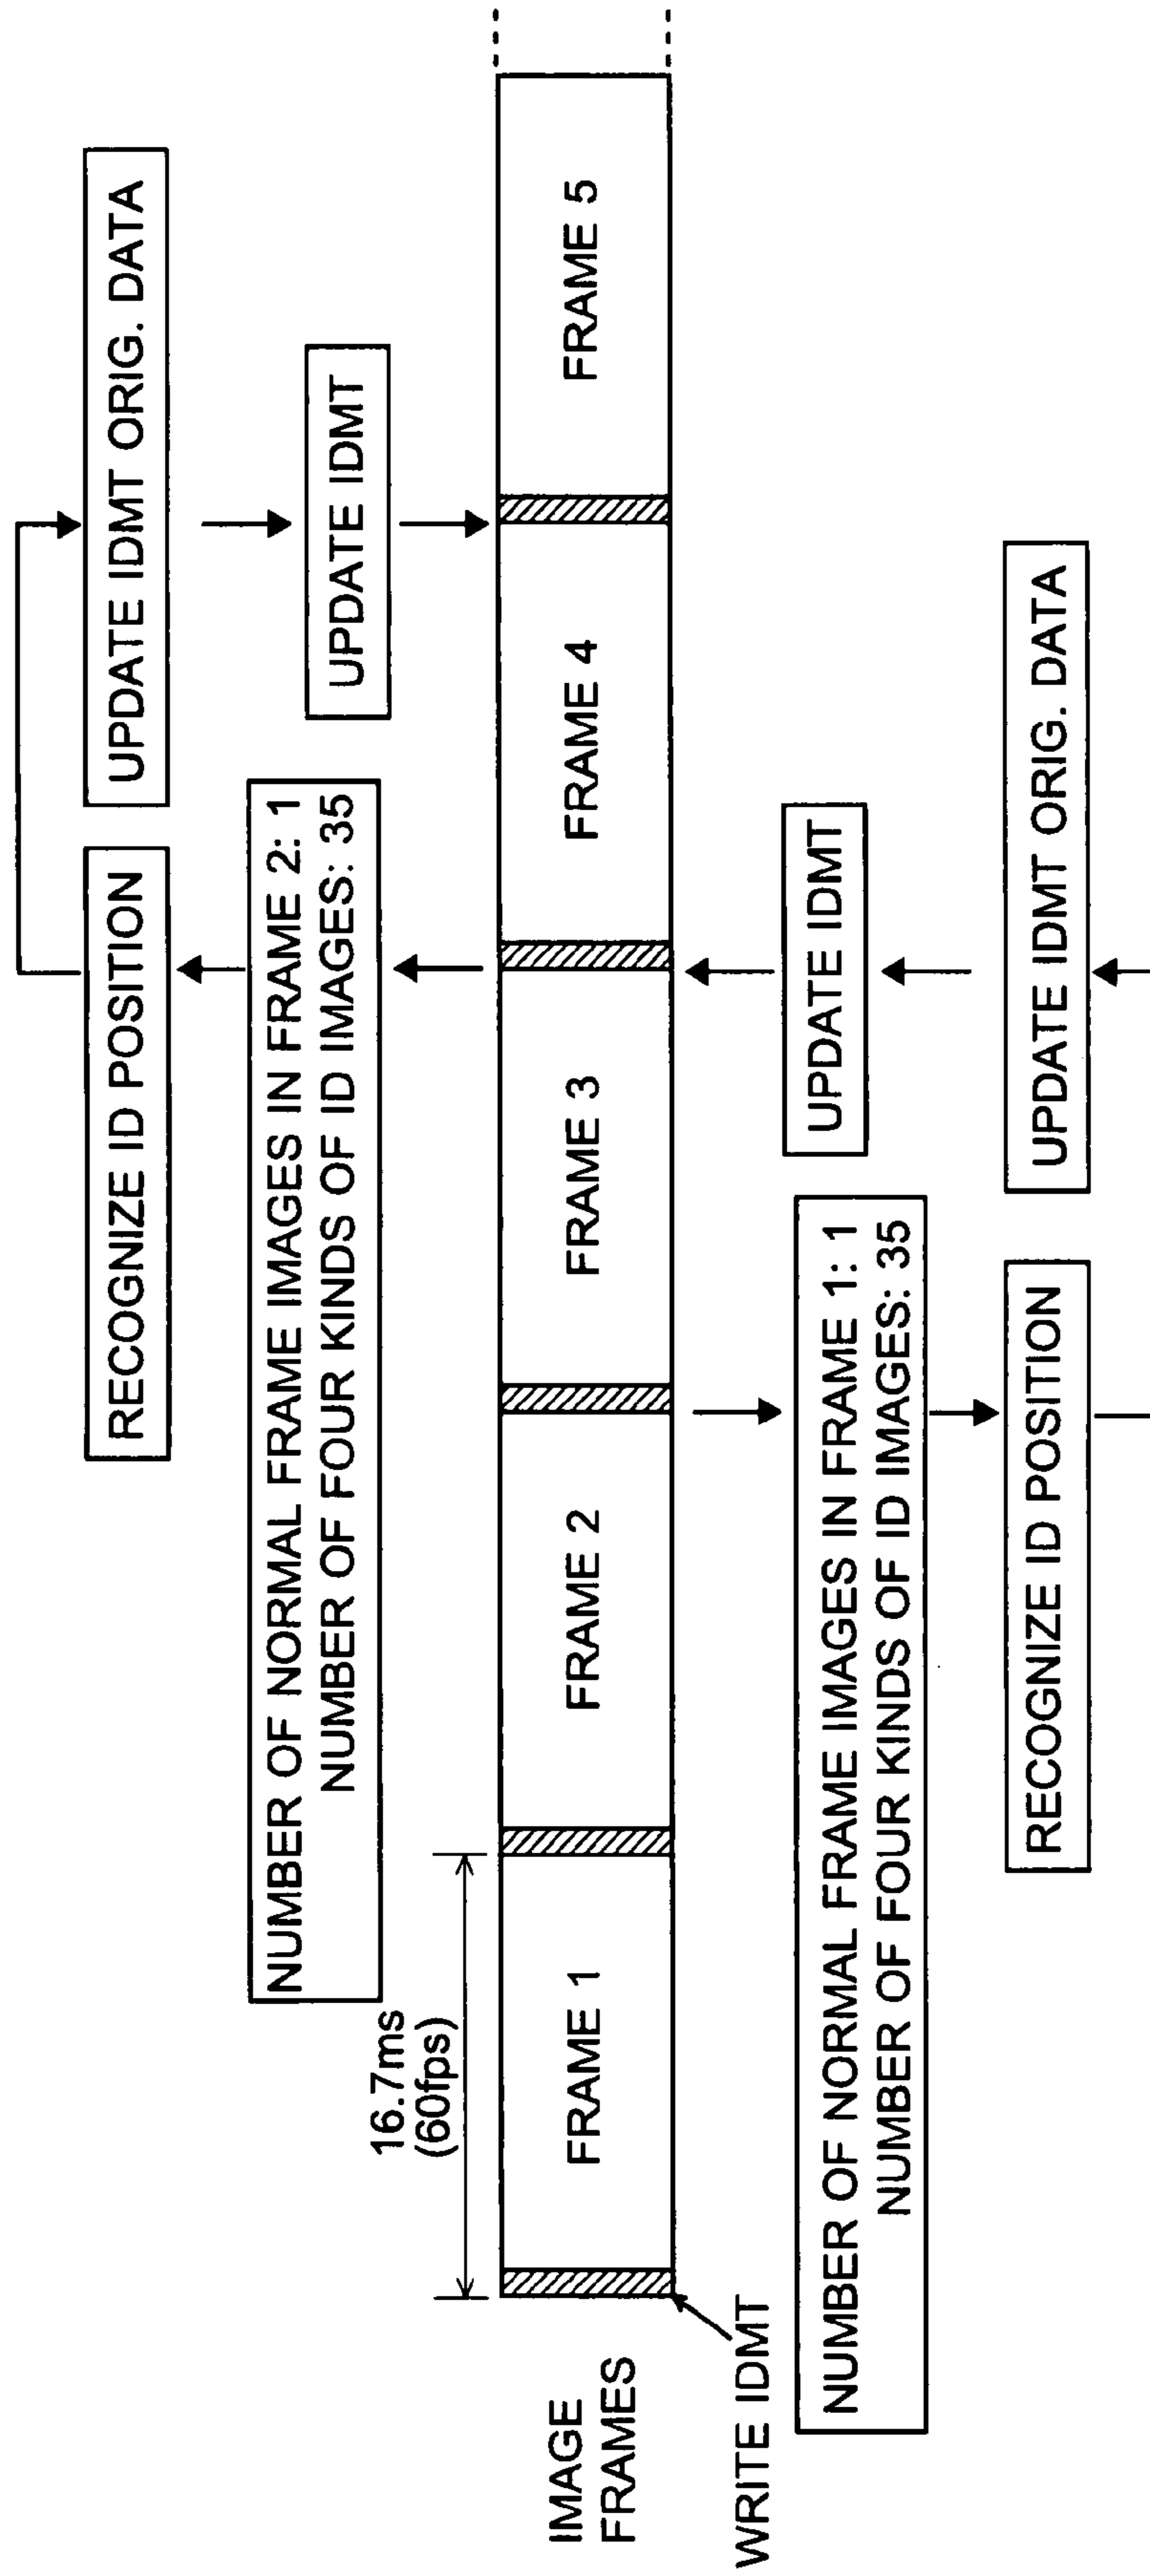 RECOGNIZE ID POSITION
UPDATE IDMT ORIG. DATA
NUMBER OF NORMAL FRAME IMAGES IN FRAME 2: 1
NUMBER OF FOUR KINDS OF ID IMAGES: 35
UPDATE IDMT
16.7ms
(60fps)
IMAGE
FRAMES
FRAME 1
FRAME 2
FRAME 3
FRAME 4
FRAME 5
WRITE IDMT
NUMBER OF NORMAL FRAME IMAGES IN FRAME 1: 1
NUMBER OF FOUR KINDS OF ID IMAGES: 35
UPDATE IDMT
RECOGNIZE ID POSITION
UPDATE IDMT ORIG. DATA